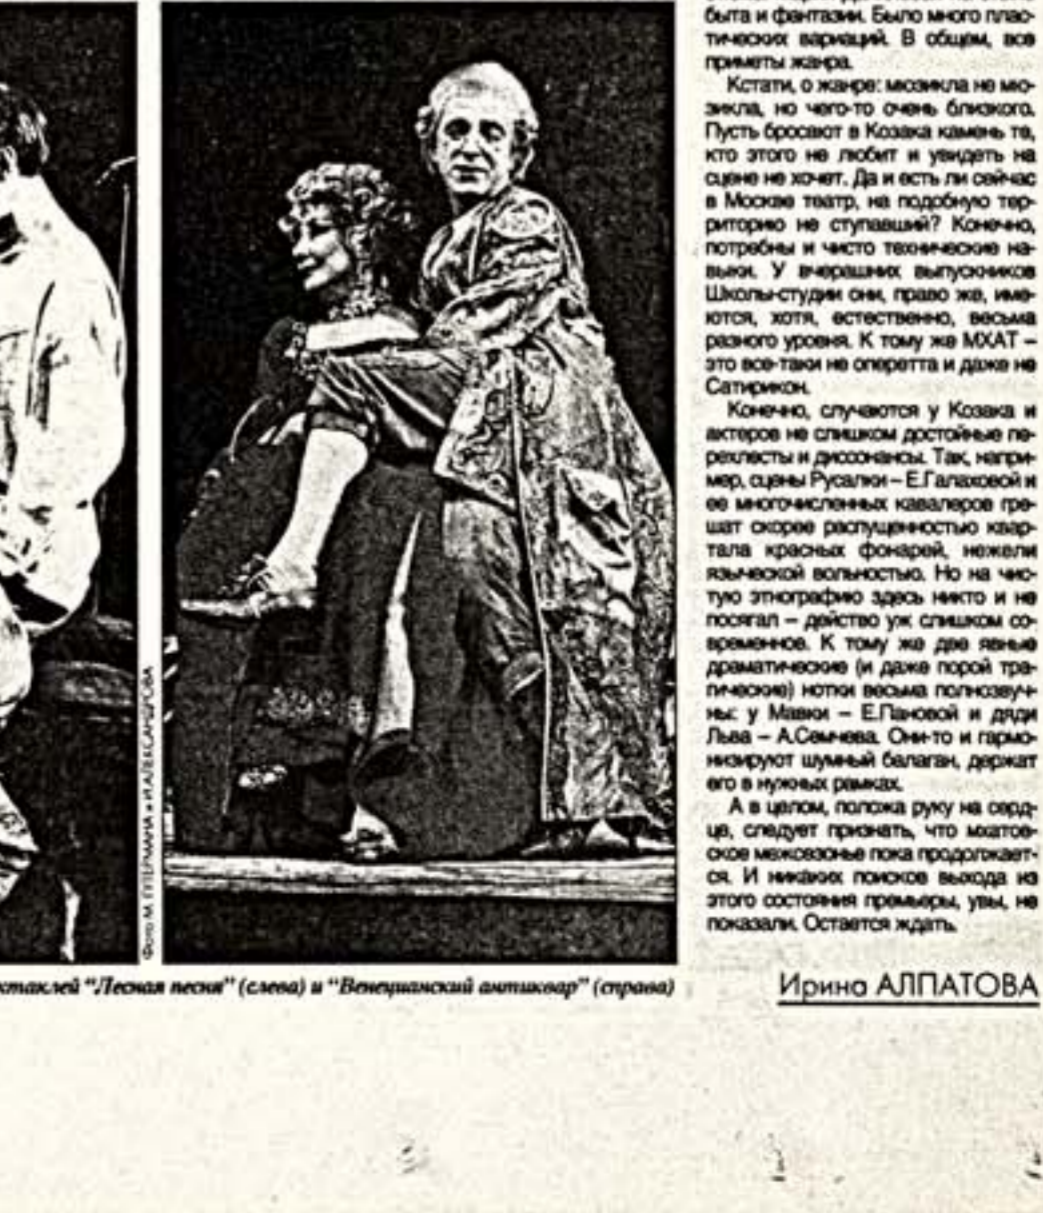 быта и фантазии. Было много плас-
тических вариаций. В общем, все
приметы жанра.
Кстати, о жанре: мюзикла не мю-
зикла, но чего-то очень близкого.
Пусть бросают в Козака камень те,
кто этого не любит и увидеть на
сцене не хочет. Да и есть ли сейчас
в Москве театр, на подобную тер-
риторию не ступавший? Конечно,
потребны и чисто технические на-
выки. У вчерашних выпускников
Школы-студии они, право же, име-
ются, хотя, естественно, весьма
разного уровня. К тому же МХАТ –
это все-таки не оперетта и даже не
Сатирикон.
Конечно, случаются у Козака и
актеров не слишком достойные пе-
рехлесты и диссонансы. Так, напри-
мер, сцены Русалки – Е.Галаховой и
ее многочисленных кавалеров гре-
шат скорее распущенностью квар-
тала красных фонарей, нежели
языческой вольностью. Но на чис-
тую этнографию здесь никто и не
посягал – действо уж слишком со-
временное. К тому же две явные
драматические (и даже порой тра-
гические) нотки весьма полнозвуч-
ны: у Мавки – Е.Пановой и дяди
Льва – А.Семчева. Они-то и гармо-
низируют шумный балаган, держат
его в нужных рамках.
А в целом, положа руку на серд-
це, следует признать, что мхатов-
ское межсезонье пока продолжает-
ся. И никаких поисков выхода из
этого состояния премьеры, увы, не
показали. Остается ждать.
Ирина АЛПАТОВА
Фото М. ГУТЕРМАНА и И.АЛЕКСАНДРОВА
ктаклей "Лесная песня" (слева) и "Венецианский антиквар" (справа)